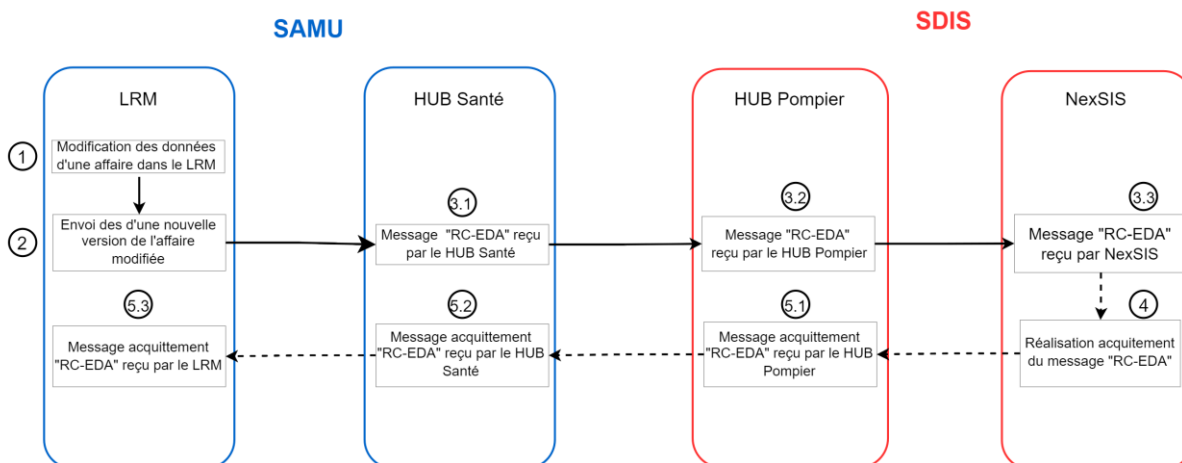 SAMU
SDIS
LRM
HUB Santé
HUB Pompier
NexSIS
1
Modification des données
d'une affaire dans le LRM
3.1
3.2
3.3
2
Envoi des d'une nouvelle
version de l'affaire
modifiée
Message "RC-EDA" reçu
par le HUB Santé
Message "RC-EDA"
reçu par le HUB Pompier
Message "RC-EDA"
reçu par NexSIS
5.3
5.2
5.1
4
Message acquittement
"RC-EDA" reçu par le LRM
Message acquittement
"RC-EDA" reçu par le HUB
Santé
Message acquittement
"RC-EDA" reçu par le HUB
Pompier
Réalisation acquitement
du message "RC-EDA"